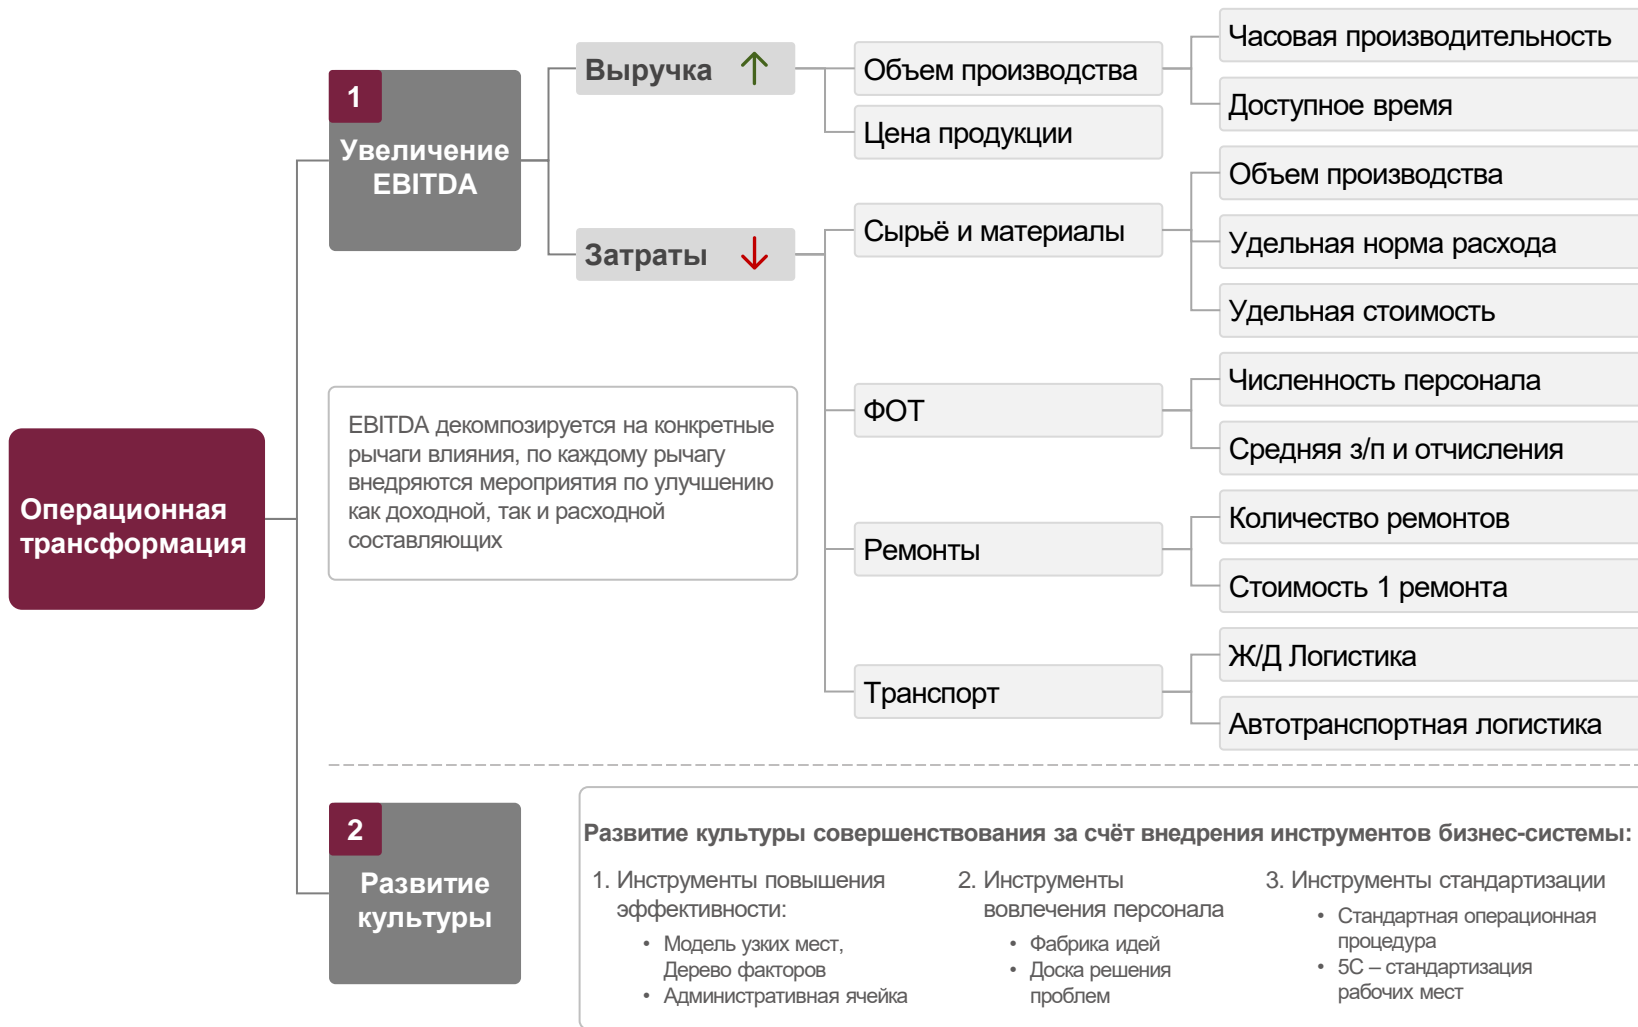 Операционная
трансформация
1
Увеличение
EBITDA
Выручка
Объем производства
Часовая производительность
Доступное время
Цена продукции
Затраты
Сырьё и материалы
Объем производства
Удельная норма расхода
Удельная стоимость
ФОТ
Численность персонала
Средняя з/п и отчисления
Ремонты
Количество ремонтов
Стоимость 1 ремонта
Транспорт
Ж/Д Логистика
Автотранспортная логистика
EBITDA декомпозируется на конкретные
рычаги влияния, по каждому рычагу
внедряются мероприятия по улучшению
как доходной, так и расходной
составляющих
2
Развитие
культуры
Развитие культуры совершенствования за счёт внедрения инструментов бизнес-системы:
1. Инструменты повышения
эффективности:
• Модель узких мест,
Дерево факторов
• Административная ячейка
2. Инструменты
вовлечения персонала
• Фабрика идей
• Доска решения
проблем
3. Инструменты стандартизации
• Стандартная операционная
процедура
• 5С – стандартизация
рабочих мест